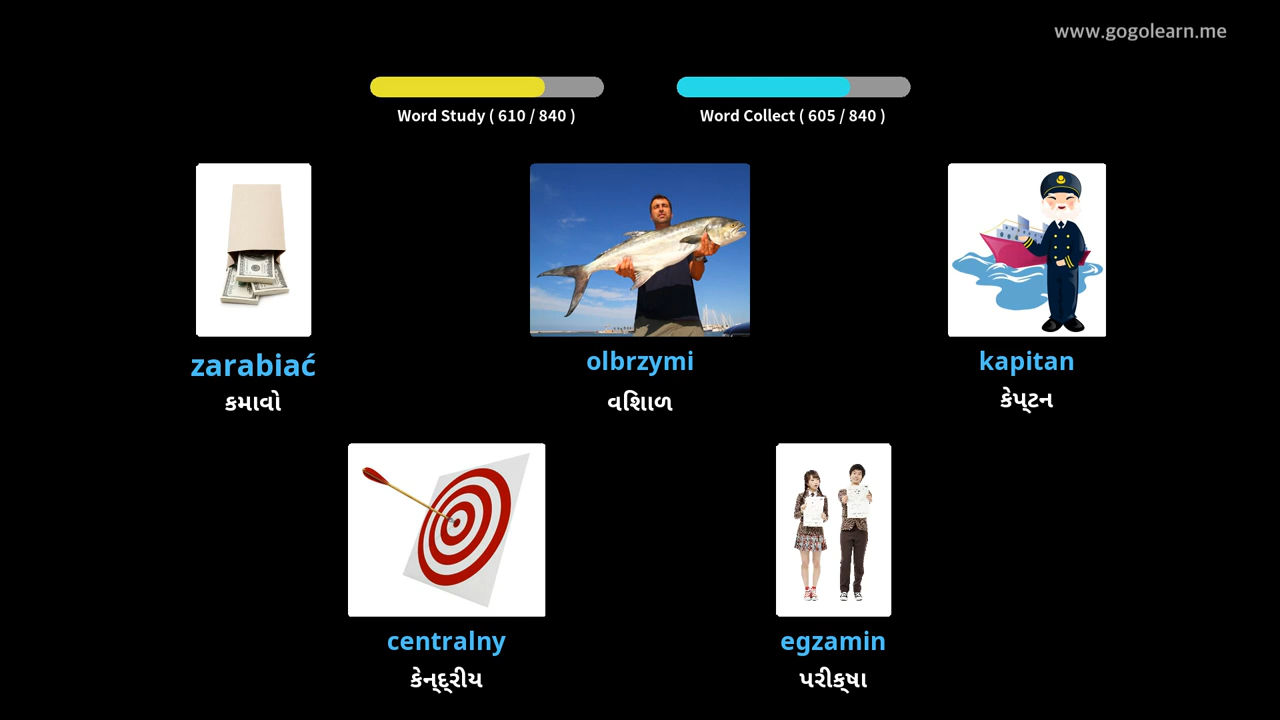 www.gogolearn.me
Word Study ( 610 / 840 )
Word Collect ( 605 / 840 )
zarabiać
કમાવો
olbrzymi
વિશાળ
kapitan
કેપ્ટન
centralny
કેન્દ્રીય
egzamin
પરીક્ષા